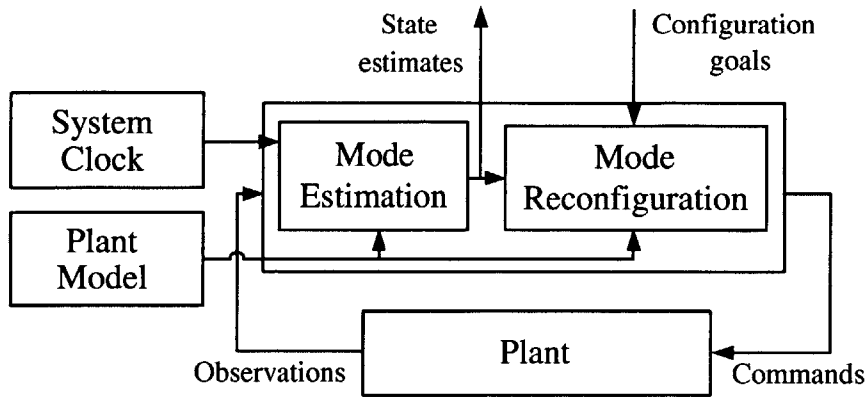 State
estimates
Configuration
goals
System
Clock
Mode
Estimation
Mode
Reconfiguration
Plant
Model
Plant
Observations
Commands